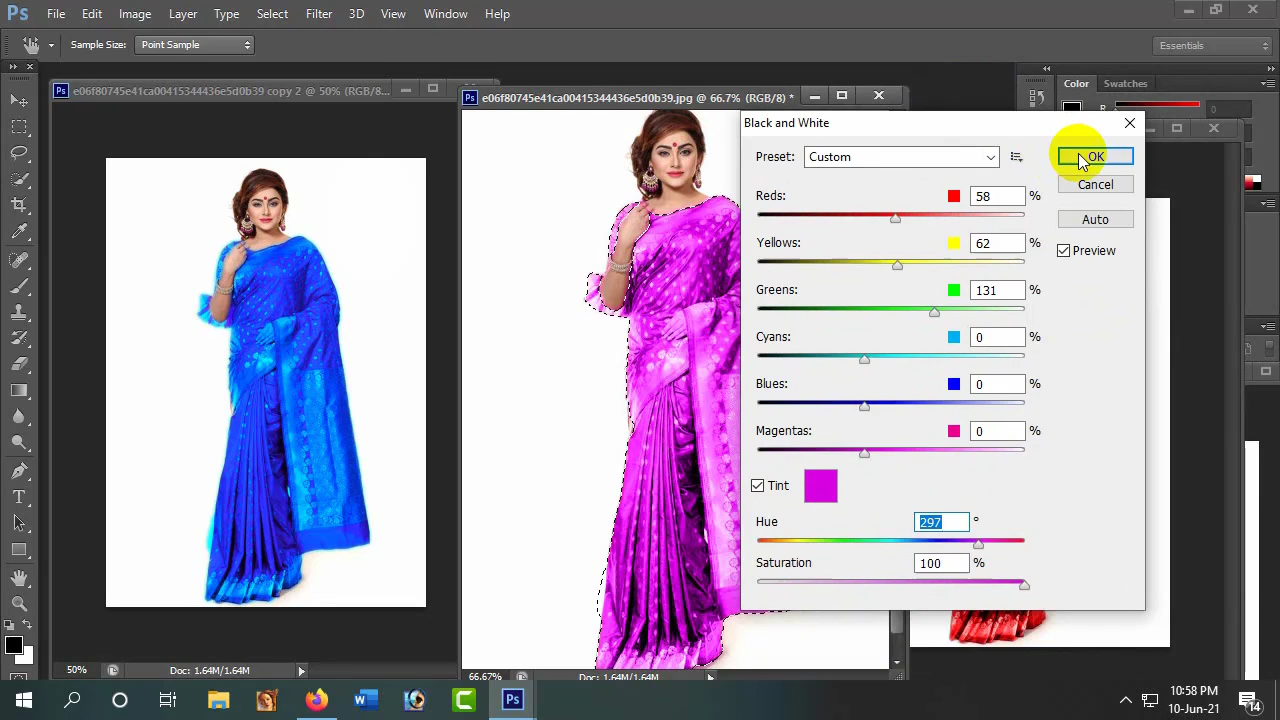 Ps File Edit Image Layer Type Select Filter 3D View Window Help
Sample Size: Point Sample Essentials
Ps e06f80745e41ca00415344436e5d0b39 copy 2 @ 50% (RGB/8...
Ps e06f80745e41ca00415344436e5d0b39.jpg @ 66.7% (RGB/8) *
Color Swatches
R 0
Black and White
Preset: Custom OK
Cancel
Reds: 58 %
Auto
Yellows: 62 %
Preview
Greens: 131 %
Cyans: 0 %
Blues: 0 %
Magentas: 0 %
Tint
Hue 297 °
Saturation 100 %
50% Doc: 1.64M/1.64M
66.67% Doc: 1.64M/1.64M
10:58 PM
10-Jun-21
14